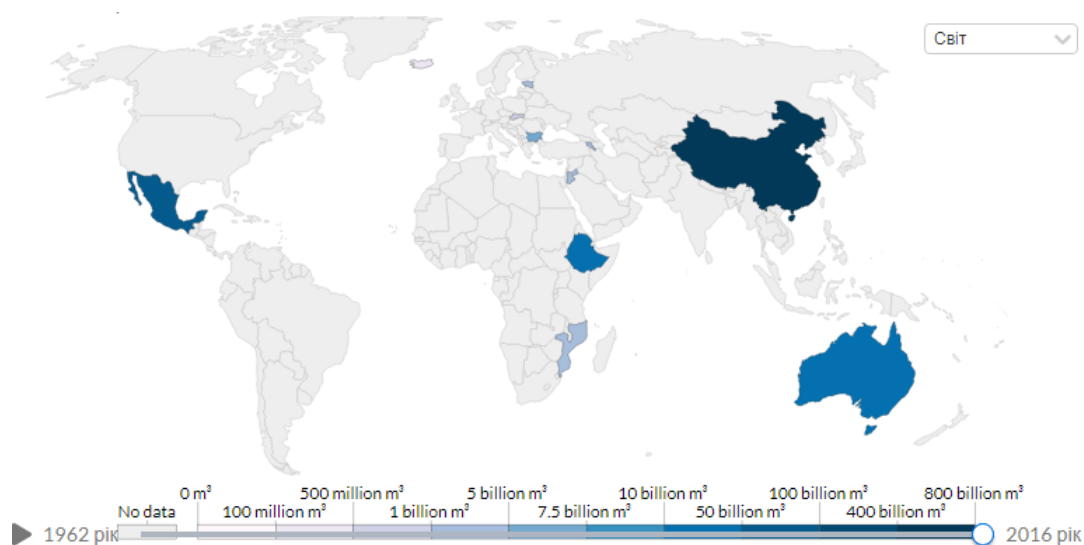 Світ
0 m³ 500 million m³ 5 billion m³ 10 billion m³ 100 billion m³ 800 billion m³
No data 100 million m³ 1 billion m³ 7.5 billion m³ 50 billion m³ 400 billion m³
1962 рік 2016 рік